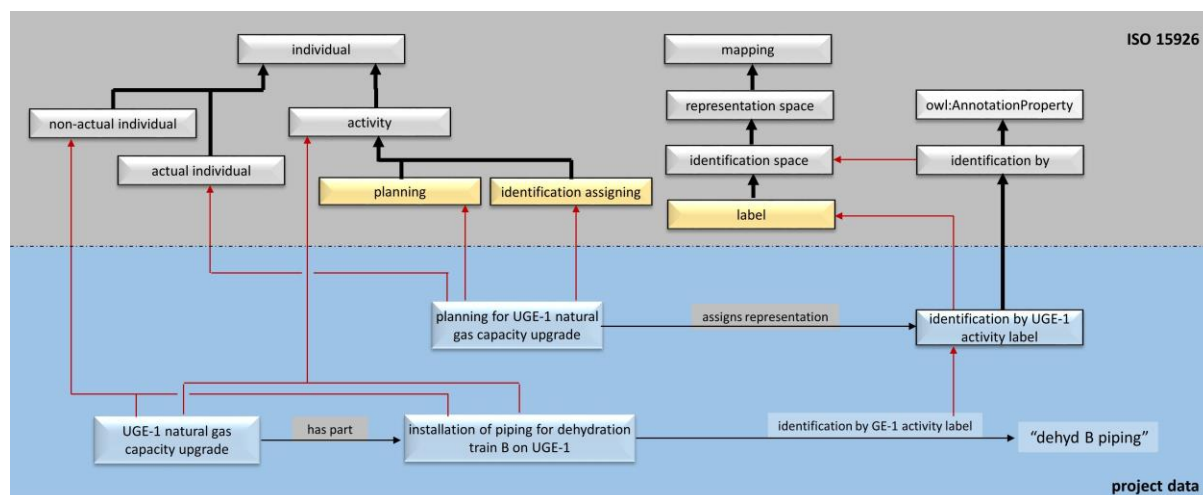 ISO 15926
individual
mapping
non-actual individual
activity
representation space
owl:AnnotationProperty
actual individual
identification space
identification by
planning
identification assigning
label
planning for UGE-1 natural
gas capacity upgrade
assigns representation
identification by UGE-1
activity label
UGE-1 natural gas
capacity upgrade
has part
installation of piping for dehydration
train B on UGE-1
identification by GE-1 activity label
“dehyd B piping”
project data